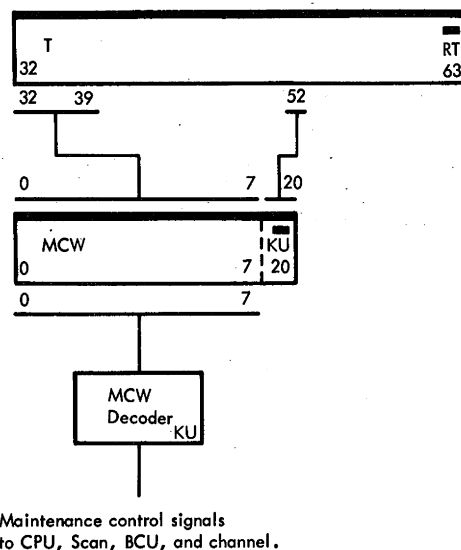 T
RT
32
63
32 39 52
0 7 20
MCW
KU
0 7 20
0 7
MCW
Decoder
KU
Maintenance control signals
to CPU, Scan, BCU, and channel.